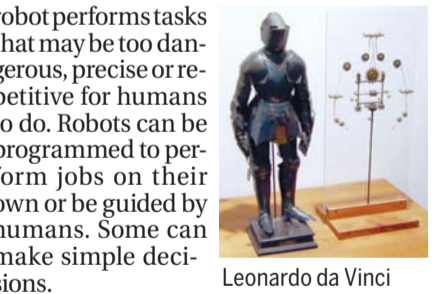 robot performs tasks
that may be too dan-
gerous, precise or re-
petitive for humans
to do. Robots can be
programmed to per-
form jobs on their
own or be guided by
humans. Some can
make simple deci-
sions.
Leonardo da Vinci